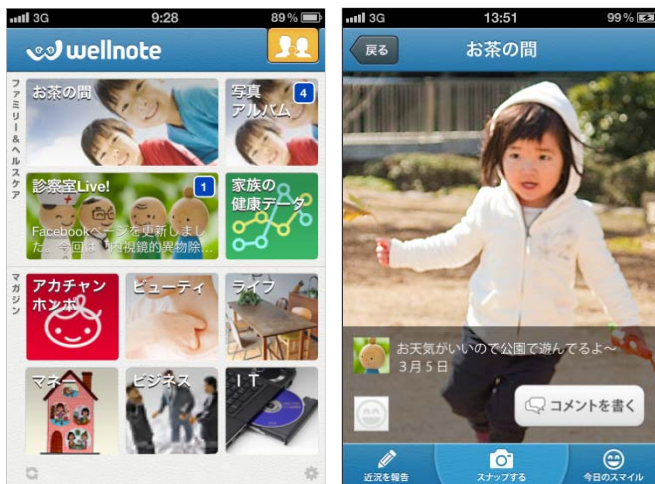 3G 9:28 89%
wellnote
ファミリー&ヘルスケア
お茶の間
写真
アルバム
4
診察室Live!
1
Facebookページを更新しまし
た。今回は「内視鏡的異物除...
家族の
健康データ
マガジン
アカチャン
ホンポ
ビューティ
ライフ
マネー
ビジネス
IT
3G 13:51 99%
戻る
お茶の間
お天気がいいので公園で遊んでるよ〜
3月5日
コメントを書く
近況を報告
スナップする
今日のスマイル